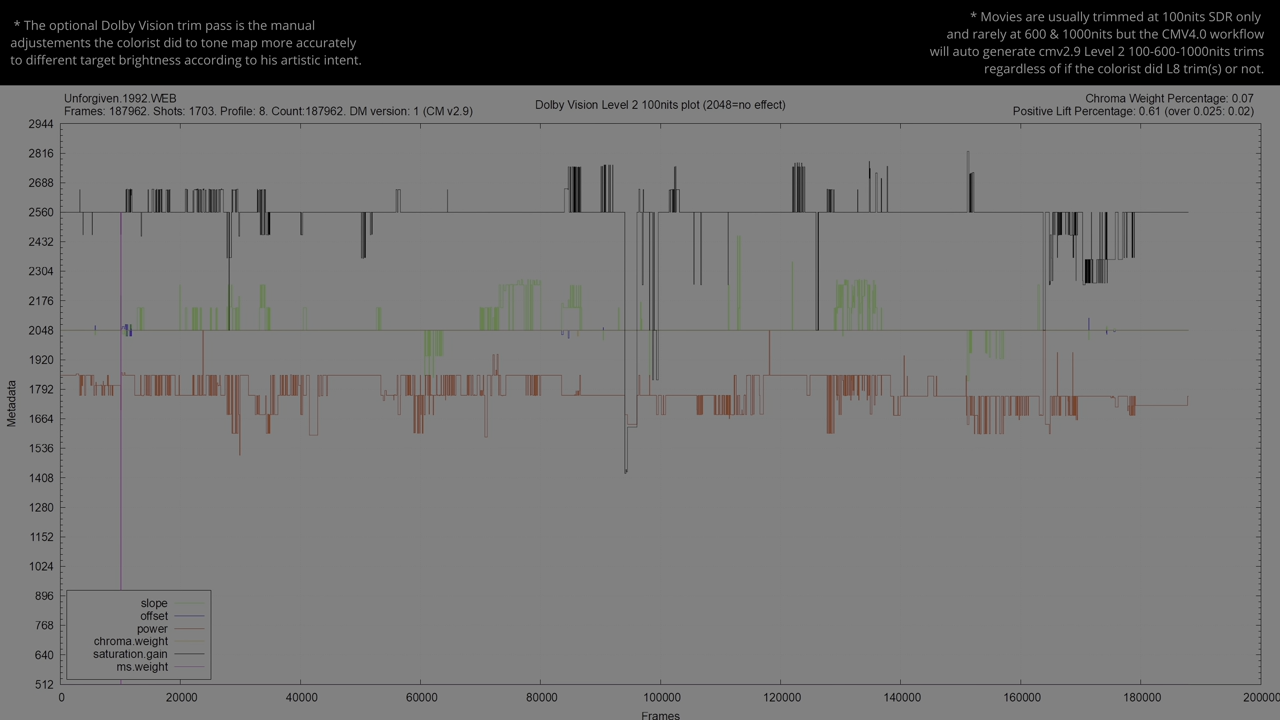 * The optional Dolby Vision trim pass is the manual
adjustements the colorist did to tone map more accurately
to different target brightness according to his artistic intent.
* Movies are usually trimmed at 100nits SDR only
and rarely at 600 & 1000nits but the CMV4.0 workflow
will auto generate cmv2.9 Level 2 100-600-1000nits trims
regardless of if the colorist did L8 trim(s) or not.
Unforgiven.1992.WEB
Frames: 187962. Shots: 1703. Profile: 8. Count:187962. DM version: 1 (CM v2.9)
Dolby Vision Level 2 100nits plot (2048=no effect)
Chroma Weight Percentage: 0.07
Positive Lift Percentage: 0.61 (over 0.025: 0.02)
2944
2816
2688
2560
2432
2304
2176
2048
1920
1792
1664
1536
1408
1280
1152
1024
896
768
640
512
Metadata
slope
offset
power
chroma.weight
saturation.gain
ms.weight
0 20000 40000 60000 80000 100000 120000 140000 160000 180000 200000
Frames